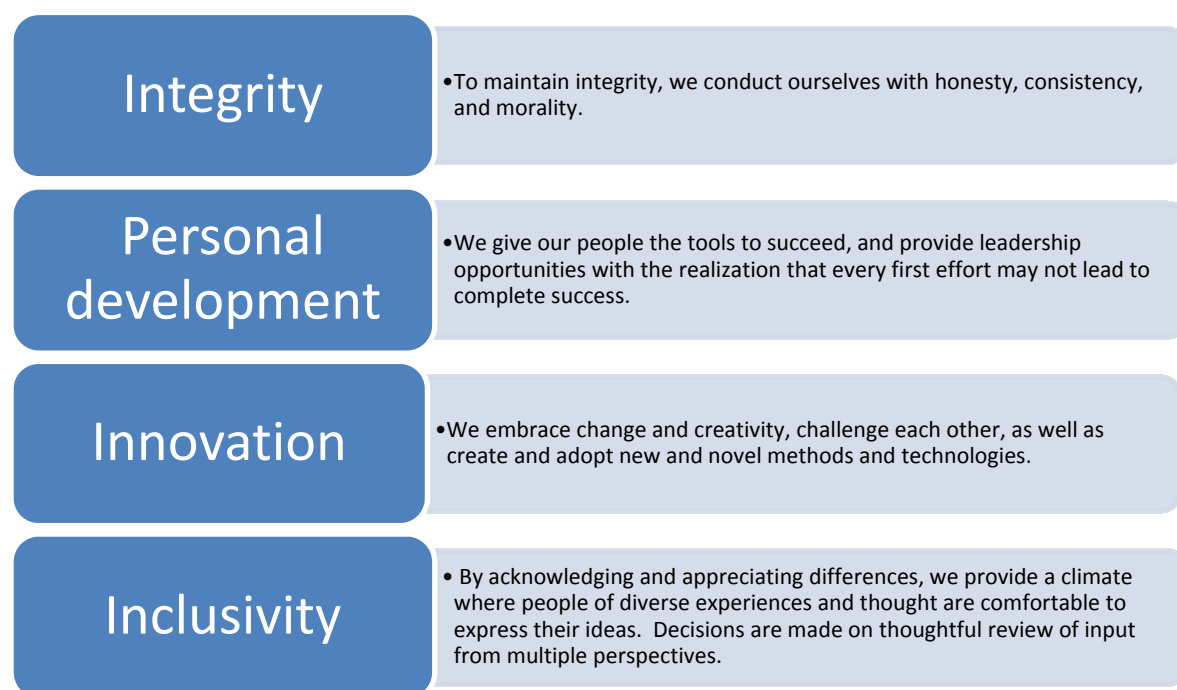 Integrity
•To maintain integrity, we conduct ourselves with honesty, consistency,
and morality.
Personal
development
•We give our people the tools to succeed, and provide leadership
opportunities with the realization that every first effort may not lead to
complete success.
Innovation
•We embrace change and creativity, challenge each other, as well as
create and adopt new and novel methods and technologies.
Inclusivity
• By acknowledging and appreciating differences, we provide a climate
where people of diverse experiences and thought are comfortable to
express their ideas.  Decisions are made on thoughtful review of input
from multiple perspectives.